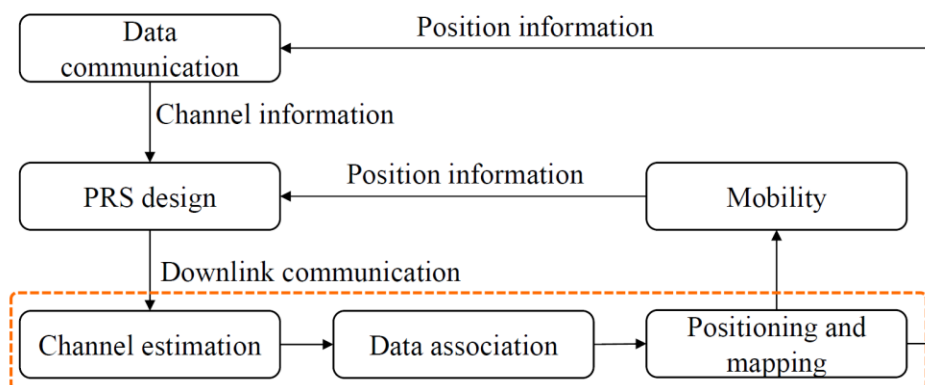 Data
communication
Position information
Channel information
PRS design
Position information
Mobility
Downlink communication
Channel estimation
Data association
Positioning and
mapping